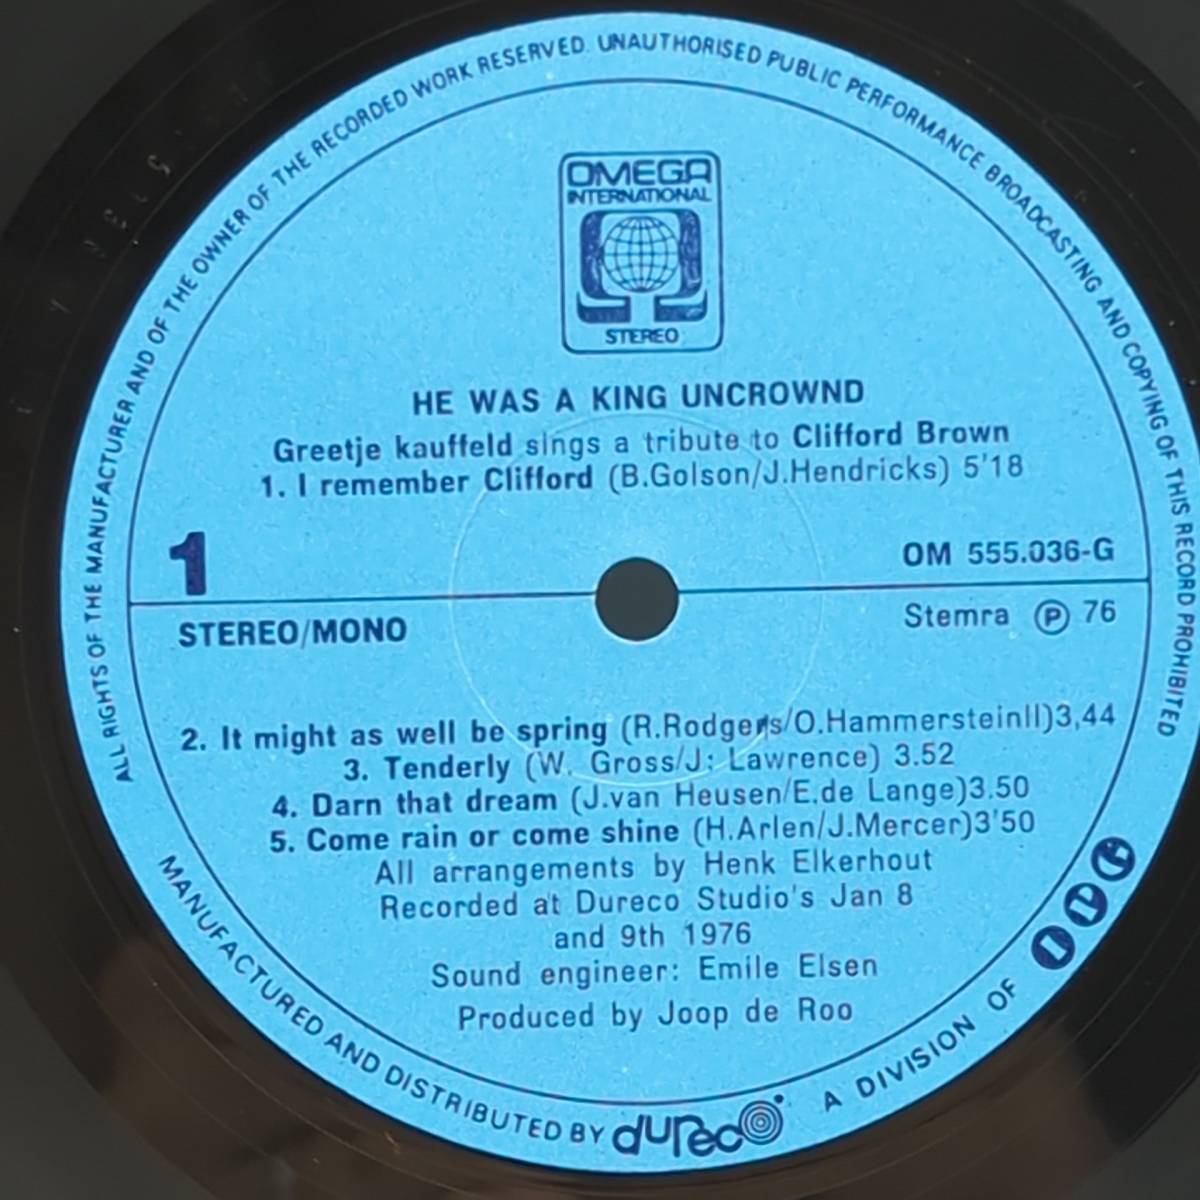 ALL RIGHTS OF THE MANUFACTURER AND OF THE OWNER OF THE RECORDED WORK RESERVED. UNAUTHORISED PUBLIC PERFORMANCE BROADCASTING AND COPYING OF THIS RECORD PROHIBITED
OMEGA
INTERNATIONAL
STEREO
HE WAS A KING UNCROWND
Greetje kauffeld sings a tribute to Clifford Brown
1. I remember Clifford (B.Golson/J.Hendricks) 5'18
1
OM 555.036-G
STEREO/MONO
Stemra Ⓟ 76
2. It might as well be spring (R.Rodgers/O.HammersteinII)3,44
3. Tenderly (W. Gross/J: Lawrence) 3.52
4. Darn that dream (J.van Heusen/E.de Lange)3.50
5. Come rain or come shine (H.Arlen/J.Mercer)3'50
All arrangements by Henk Elkerhout
Recorded at Dureco Studio's Jan 8
and 9th 1976
Sound engineer: Emile Elsen
Produced by Joop de Roo
MANUFACTURED AND DISTRIBUTED BY dureco A DIVISION OF